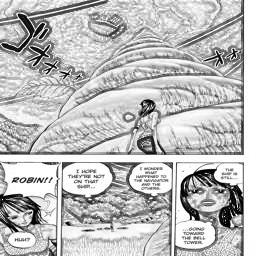 THE
SHIP IS
STILL...
...GOING
TOWARD
THE BELL
TOWER.
I WONDER
WHAT
HAPPENED TO
THE NAVIGATOR
AND THE
OTHERS.
I HOPE
THEY'RE NOT
ON THAT
SHIP...
ROBIN!!
HUH?